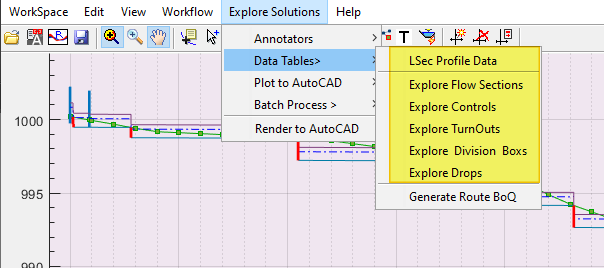 WorkSpace Edit View Workflow Explore Solutions Help
Annotators >
Data Tables> >
Plot to AutoCAD >
Batch Process > >
Render to AutoCAD
LSec Profile Data
Explore Flow Sections
Explore Controls
Explore TurnOuts
Explore Division Boxs
Explore Drops
Generate Route BoQ
T
1000
995
990